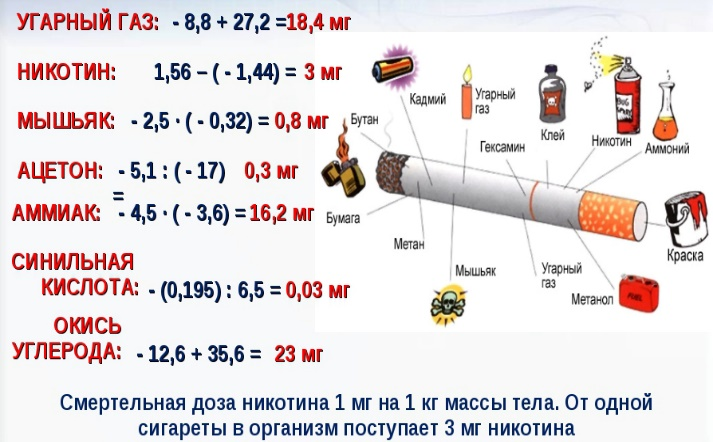 УГАРНЫЙ ГАЗ: - 8,8 + 27,2 =18,4 мг
НИКОТИН: 1,56 – ( - 1,44) = 3 мг
МЫШЬЯК: - 2,5 · ( - 0,32) = 0,8 мг
АЦЕТОН: - 5,1 : ( - 17) 0,3 мг
=
АММИАК: - 4,5 · ( - 3,6) = 16,2 мг
СИНИЛЬНАЯ
КИСЛОТА: - (0,195) : 6,5 = 0,03 мг
ОКИСЬ
УГЛЕРОДА: - 12,6 + 35,6 = 23 мг
Кадмий
Угарный
газ
Бутан
Клей
Никотин
Гексамин
Аммоний
Бумага
Метан
Мышьяк
Угарный
газ
Метанол
Краска
Смертельная доза никотина 1 мг на 1 кг массы тела. От одной
сигареты в организм поступает 3 мг никотина